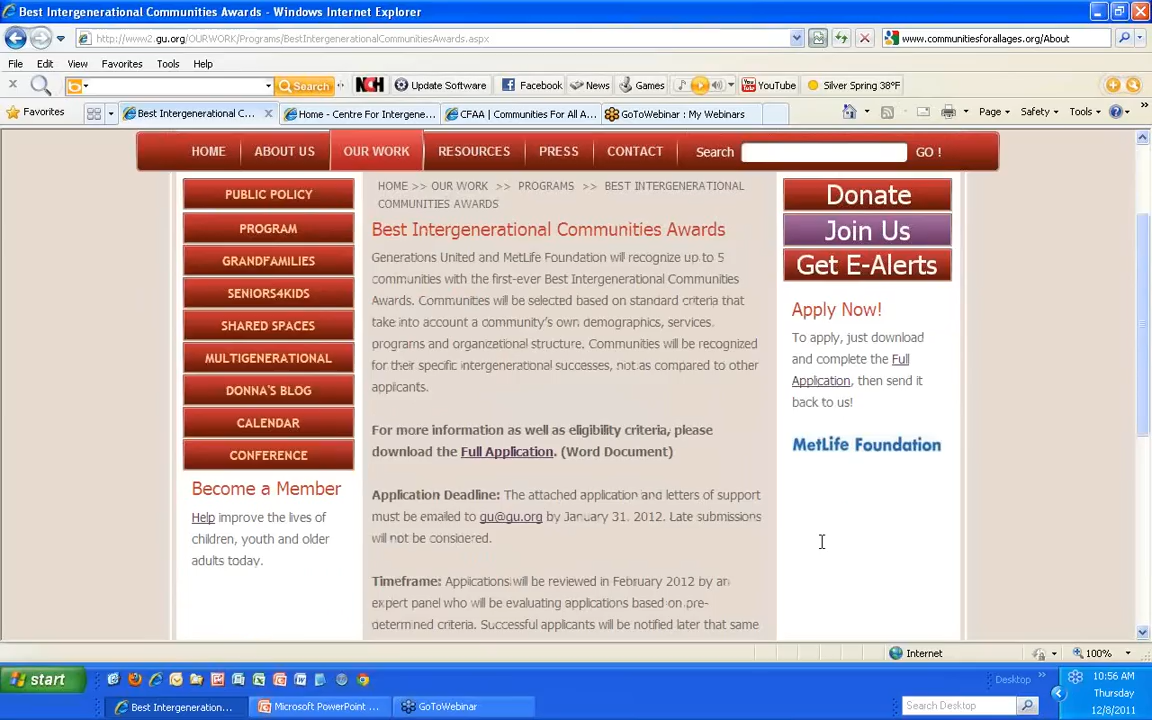 Best Intergenerational Communities Awards - Windows Internet Explorer
http://www2.gu.org/OURWORK/Programs/BestIntergenerationalCommunitiesAwards.aspx
www.communitiesforallages.org/About
File Edit View Favorites Tools Help
Search
NCH
Update Software
Facebook
News
Games
YouTube
Silver Spring 38°F
Favorites
Best Intergenerational C...
Home - Centre For Intergene...
CFAA | Communities For All A...
GoToWebinar : My Webinars
Page
Safety
Tools
HOME
ABOUT US
OUR WORK
RESOURCES
PRESS
CONTACT
Search
GO !
PUBLIC POLICY
PROGRAM
GRANDFAMILIES
SENIORS4KIDS
SHARED SPACES
MULTIGENERATIONAL
DONNA'S BLOG
CALENDAR
CONFERENCE
Become a Member
Help improve the lives of
children, youth and older
adults today.
HOME >> OUR WORK >> PROGRAMS >> BEST INTERGENERATIONAL
COMMUNITIES AWARDS
Best Intergenerational Communities Awards
Generations United and MetLife Foundation will recognize up to 5
communities with the first-ever Best Intergenerational Communities
Awards. Communities will be selected based on standard criteria that
take into account a community's own demographics, services,
programs and organizational structure. Communities will be recognized
for their specific intergenerational successes, not as compared to other
applicants.
For more information as well as eligibility criteria, please
download the Full Application. (Word Document)
Application Deadline: The attached application and letters of support
must be emailed to gu@gu.org by January 31, 2012. Late submissions
will not be considered.
Timeframe: Applications will be reviewed in February 2012 by an
expert panel who will be evaluating applications based on pre-
determined criteria. Successful applicants will be notified later that same
Donate
Join Us
Get E-Alerts
Apply Now!
To apply, just download
and complete the Full
Application, then send it
back to us!
MetLife Foundation
Internet
100%
start
Desktop
10:56 AM
Thursday
12/8/2011
Best Intergeneration...
Microsoft PowerPoint ...
GoToWebinar
Search Desktop